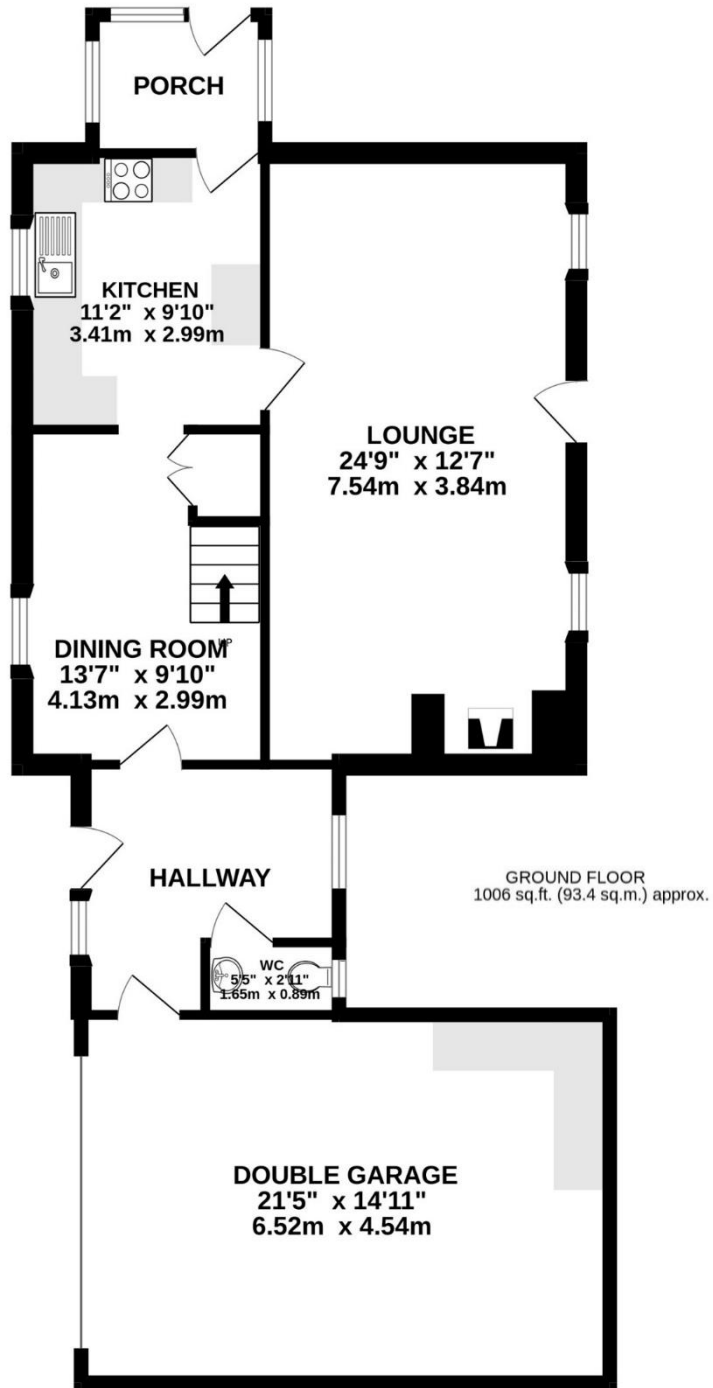 PORCH
KITCHEN
11'2" x 9'10"
3.41m x 2.99m
LOUNGE
24'9" x 12'7"
7.54m x 3.84m
UP
DINING ROOM
13'7" x 9'10"
4.13m x 2.99m
HALLWAY
GROUND FLOOR
1006 sq.ft. (93.4 sq.m.) approx.
WC
5'5" x 2'11"
1.65m x 0.89m
DOUBLE GARAGE
21'5" x 14'11"
6.52m x 4.54m